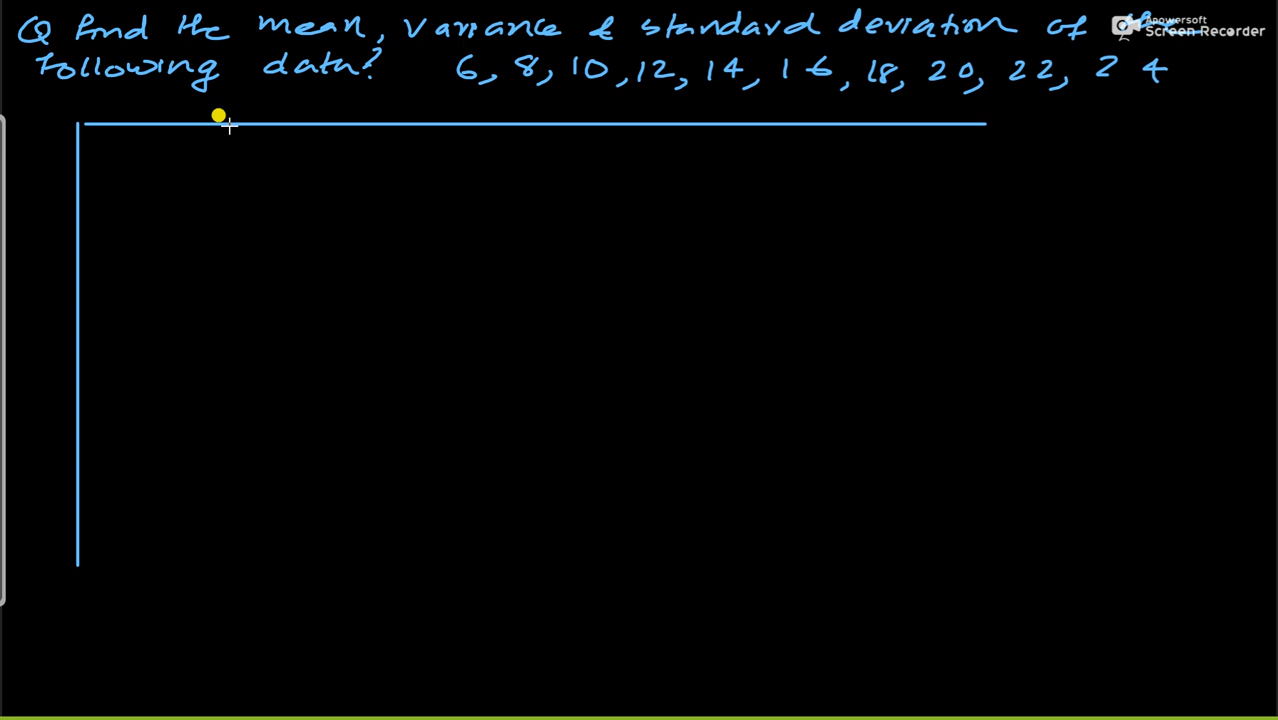 Q find the mean, variance & standard deviation of
following data? 6, 8, 10, 12, 14, 16, 18, 20, 22, 24
Apowersoft
Screen Recorder